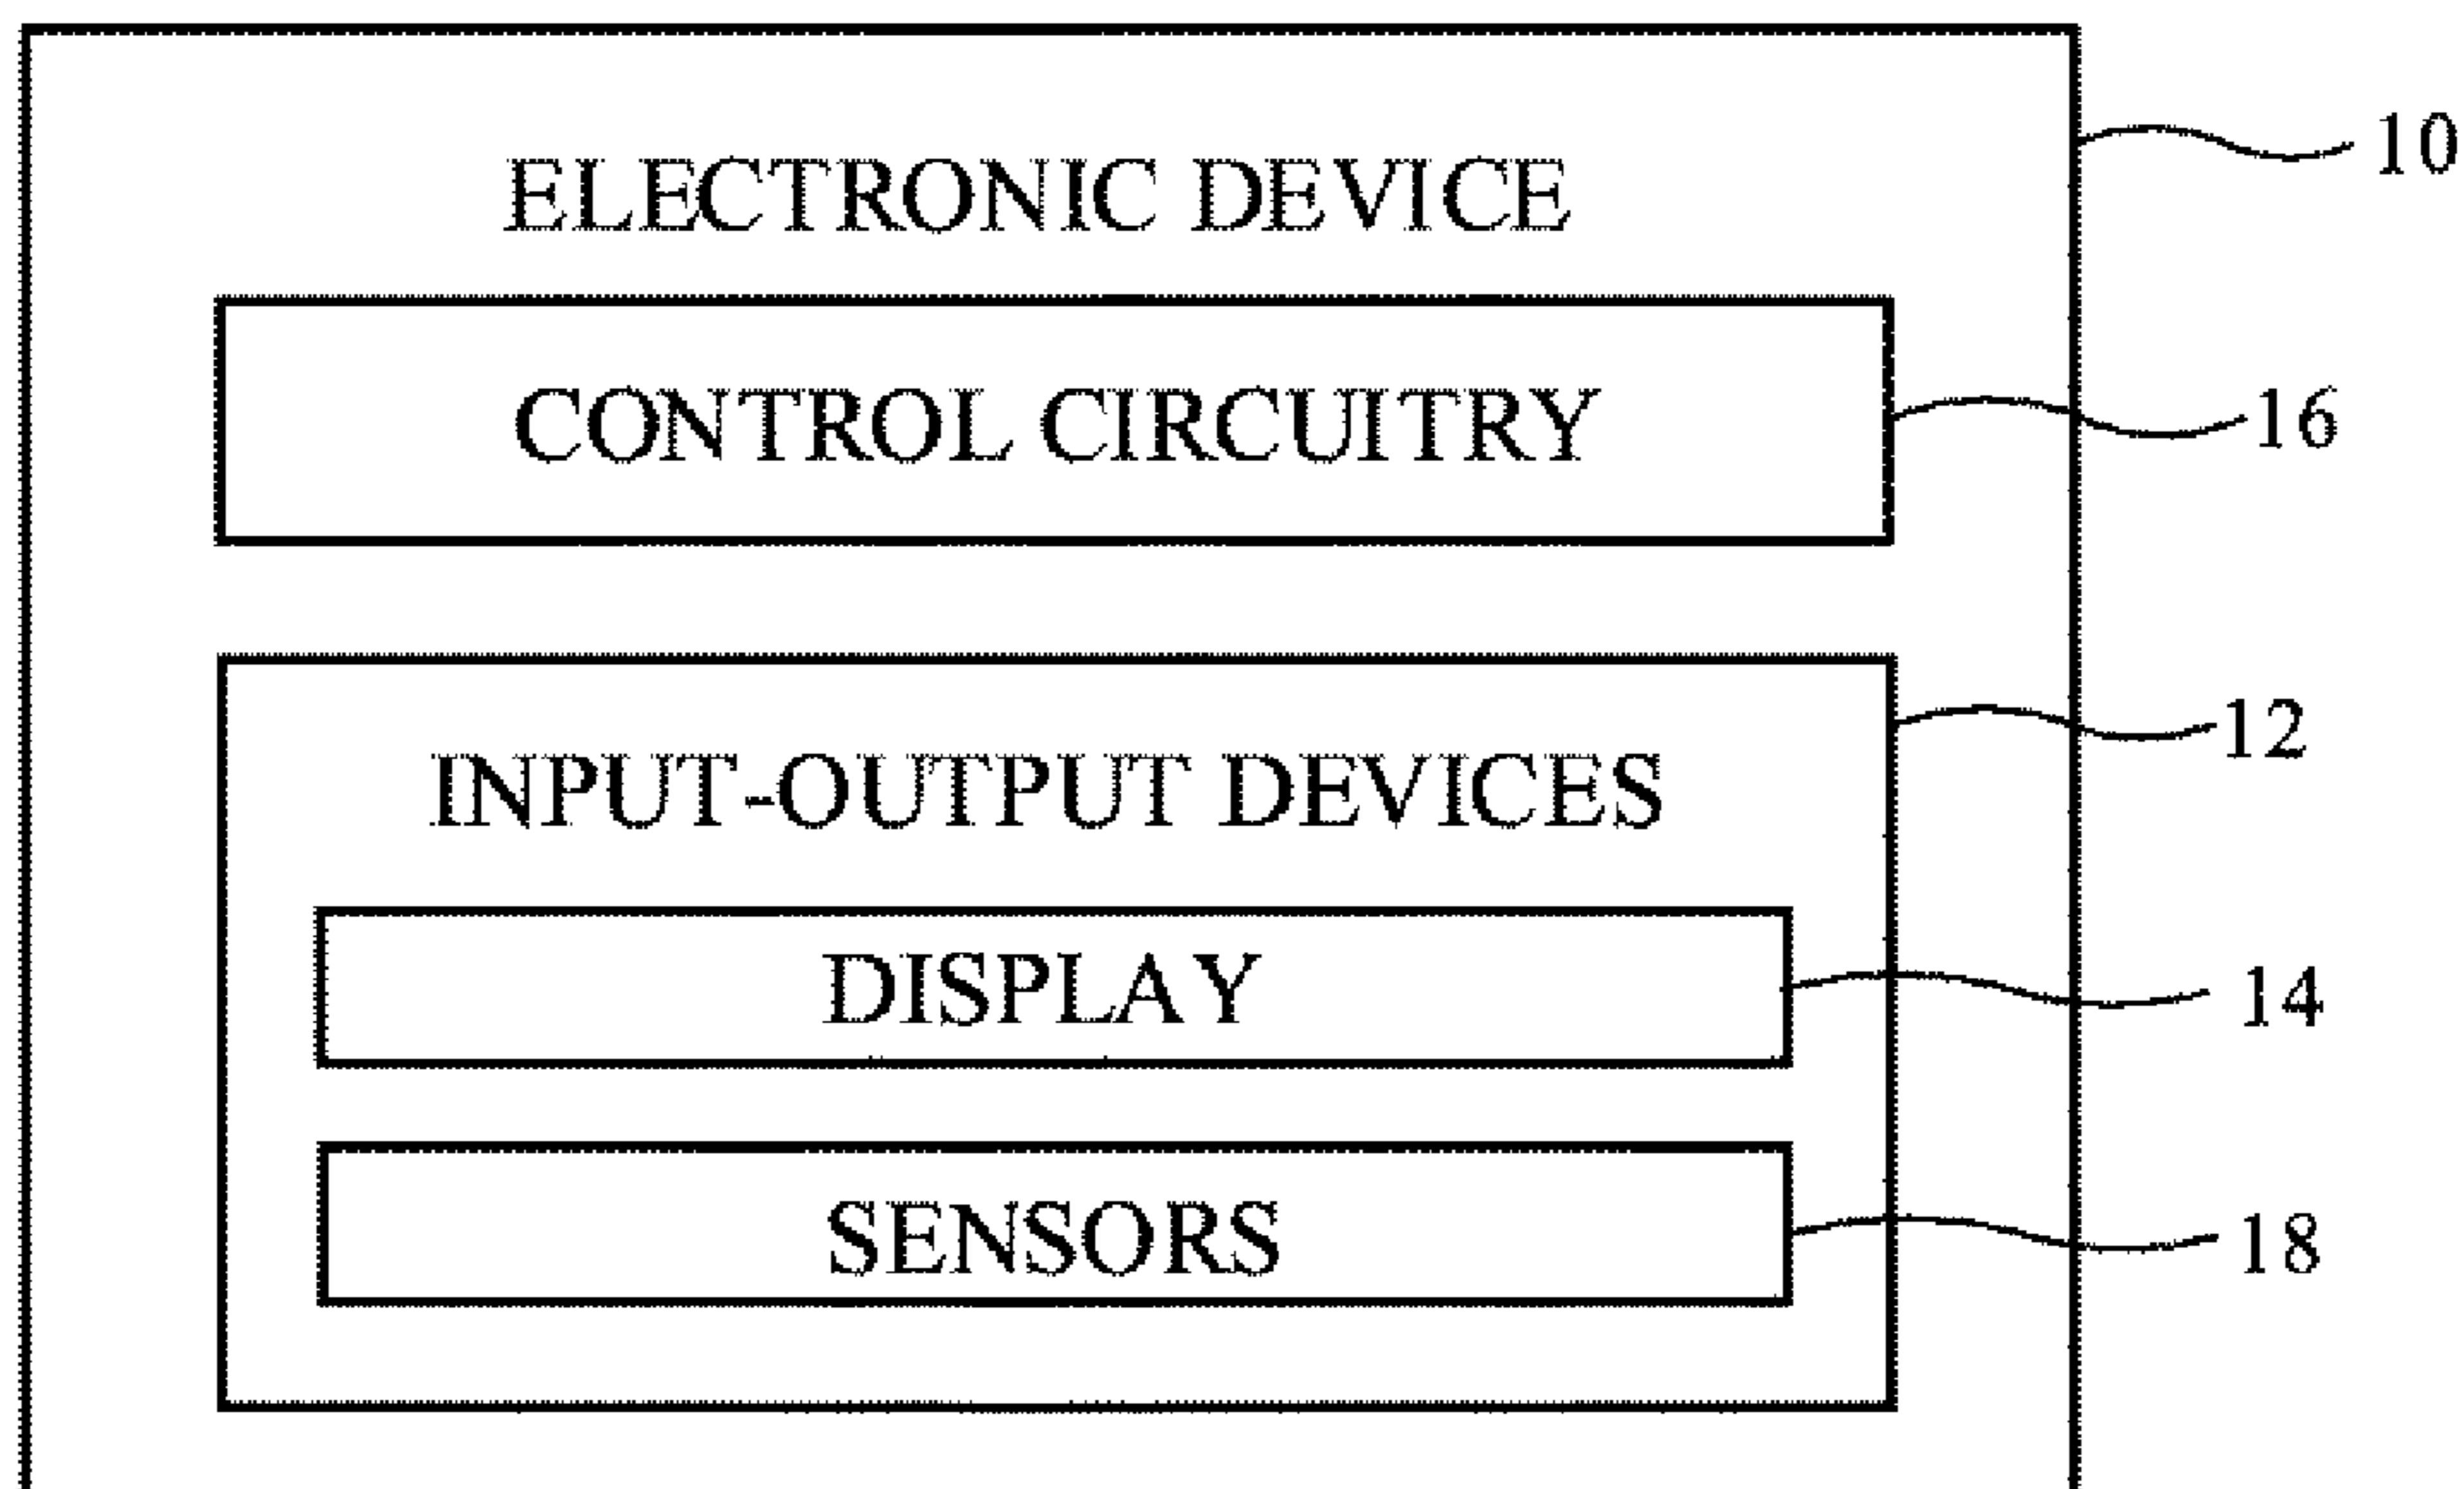 10
ELECTRONIC DEVICE
CONTROL CIRCUITRY
16
INPUT-OUTPUT DEVICES
12
DISPLAY
14
SENSORS
18